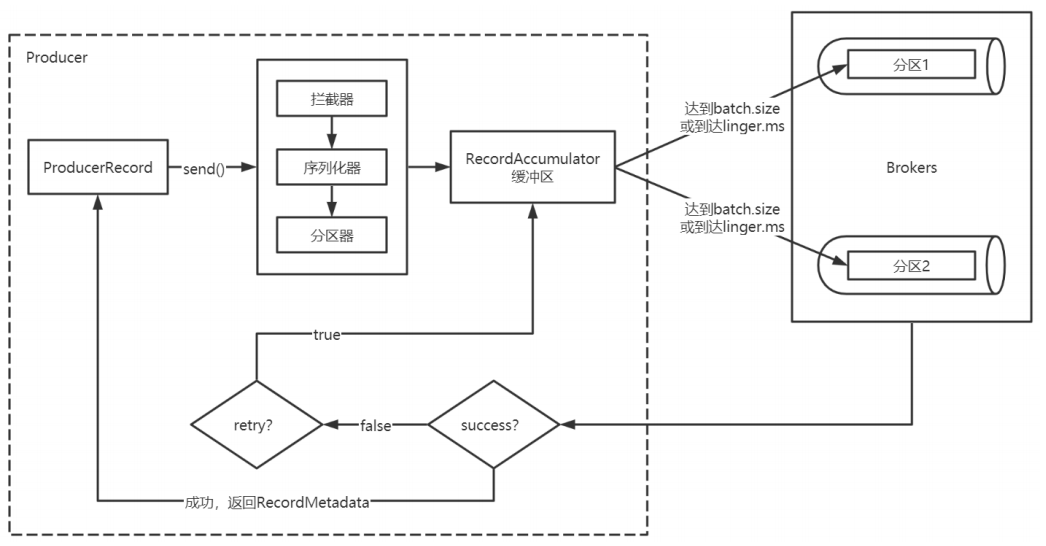 Producer
ProducerRecord
send()
拦截器
序列化器
分区器
RecordAccumulator
缓冲区
达到batch.size
或到达linger.ms
达到batch.size
或到达linger.ms
分区1
Brokers
分区2
true
retry?
false
success?
成功，返回RecordMetadata